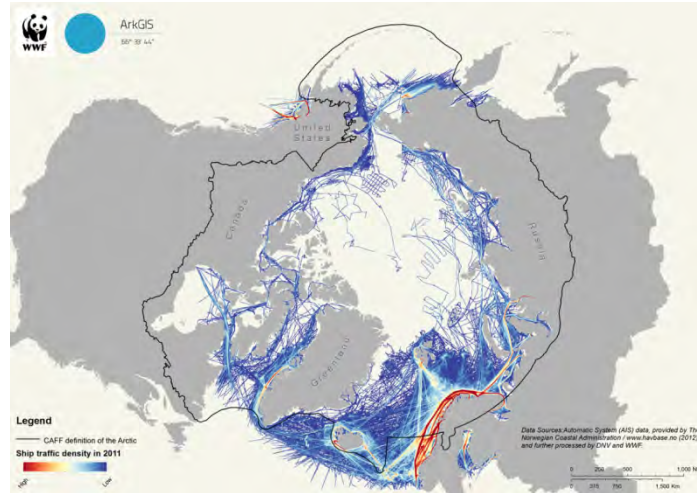 WWF
ArkGIS
United
States
Canada
Russia
Greenland
Legend
CAFF definition of the Arctic
Ship traffic density in 2011
High
Low
Data Sources:Automatic System (AIS) data, provided by The
Norwegian Coastal Administration / www.havbase.no (2012)
and further processed by DNV and WWF.